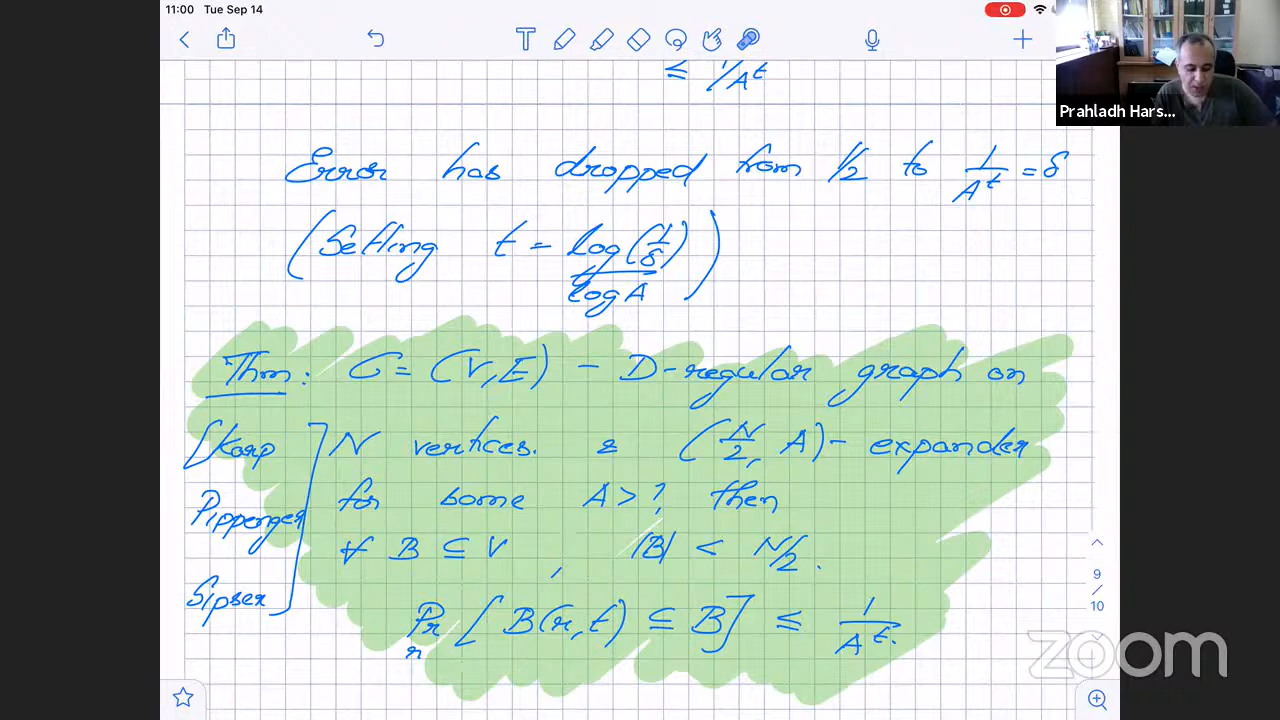 11:00 Tue Sep 14
Prahladh Hars...
≤ 1/A^t
Error has dropped from 1/2 to 1/A^t = δ
(Setting t = log(1/δ)/log A)
Thm: G = (V, E) - D-regular graph on
[Karp N vertices. & (N/2, A) - expander
Pippenger for some A > ? then
∀ B ⊆ V, |B| < N/2.
Sipser]
Pr_r [B(r, t) ⊆ B] ≤ 1/A^t.
9
/
10
zoom